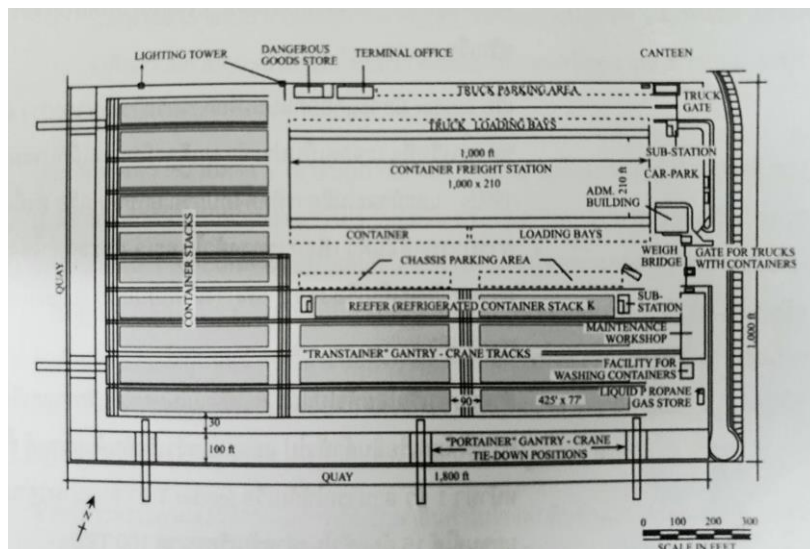 LIGHTING TOWER
DANGEROUS
GOODS STORE
TERMINAL OFFICE
CANTEEN
TRUCK PARKING AREA
TRUCK
GATE
TRUCK LOADING BAYS
1,000 ft
CONTAINER FREIGHT STATION
1,000 x 210
210 ft
SUB-STATION
CAR-PARK
ADM.
BUILDING
CONTAINER
LOADING BAYS
WEIGH
BRIDGE
GATE FOR TRUCKS
WITH CONTAINERS
CHASSIS PARKING AREA
CONTAINER STACKS
QUAY
REEFER (REFRIGERATED CONTAINER STACK K
SUB-
STATION
MAINTENANCE
WORKSHOP
1,000 ft
"TRANSTAINER" GANTRY - CRANE TRACKS
FACILITY FOR
WASHING CONTAINERS
LIQUID PROPANE
GAS STORE
90
425' x 77'
30
100 ft
"PORTAINER" GANTRY - CRANE
TIE-DOWN POSITIONS
QUAY
1,800 ft
N
0 100 200 300
SCALE IN FEET